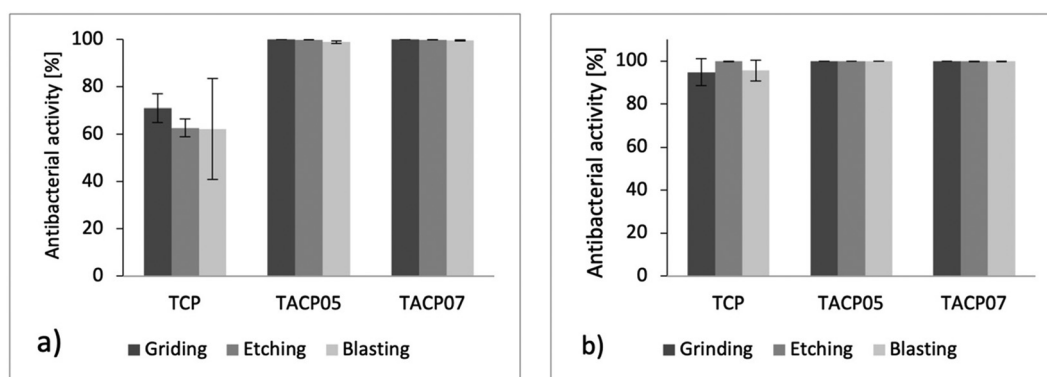 Antibacterial activity [%]
100
80
60
40
20
0
TCP TACP05 TACP07
a)
Griding Etching Blasting
Antibacterial activity [%]
100
80
60
40
20
0
TCP TACP05 TACP07
b)
Grinding Etching Blasting